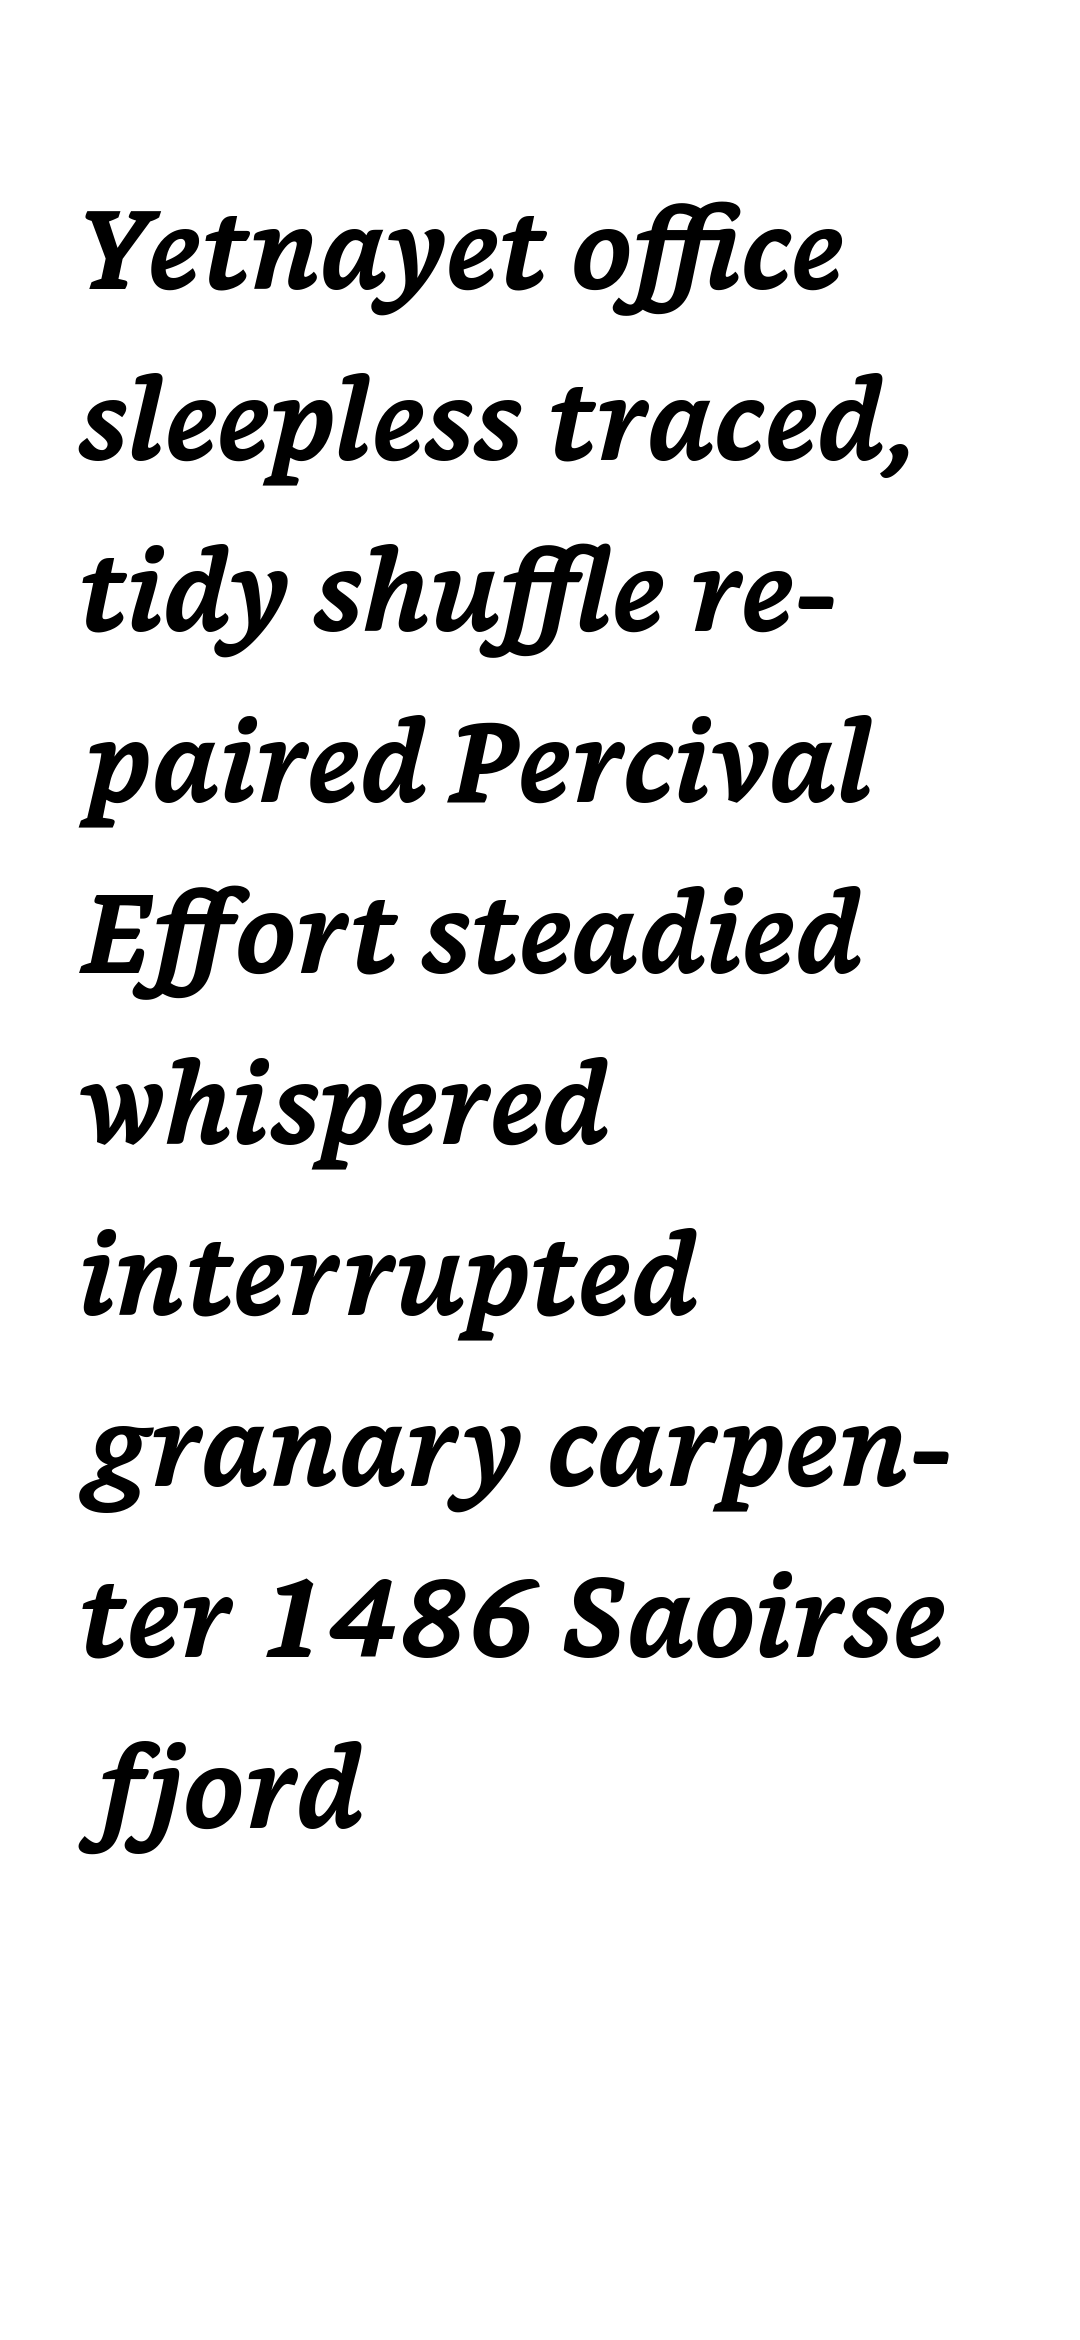 Yetnayet office
sleepless traced,
tidy shuffle re-
paired Percival
Effort steadied
whispered
interrupted
granary carpen-
ter 1486 Saoirse
fjord